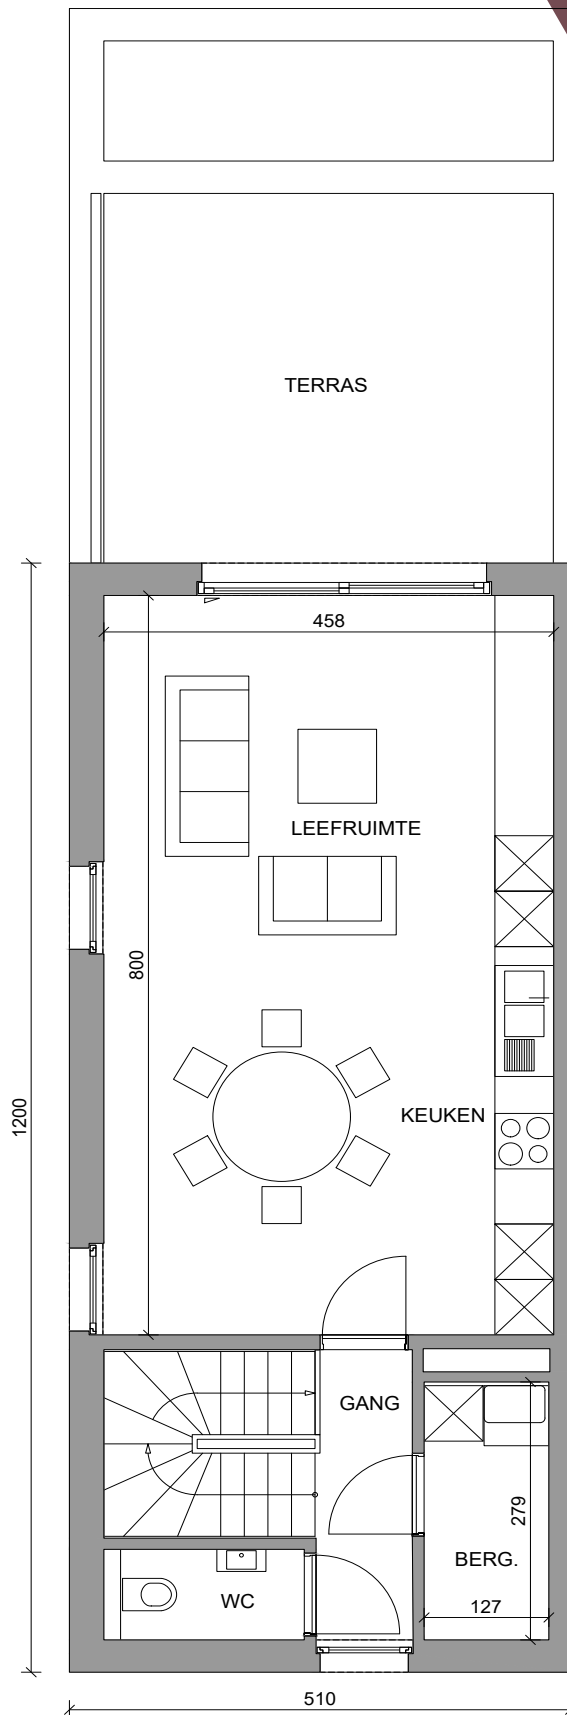 TERRAS
458
LEEFRUIMTE
800
1200
KEUKEN
GANG
279
BERG.
WC
127
510